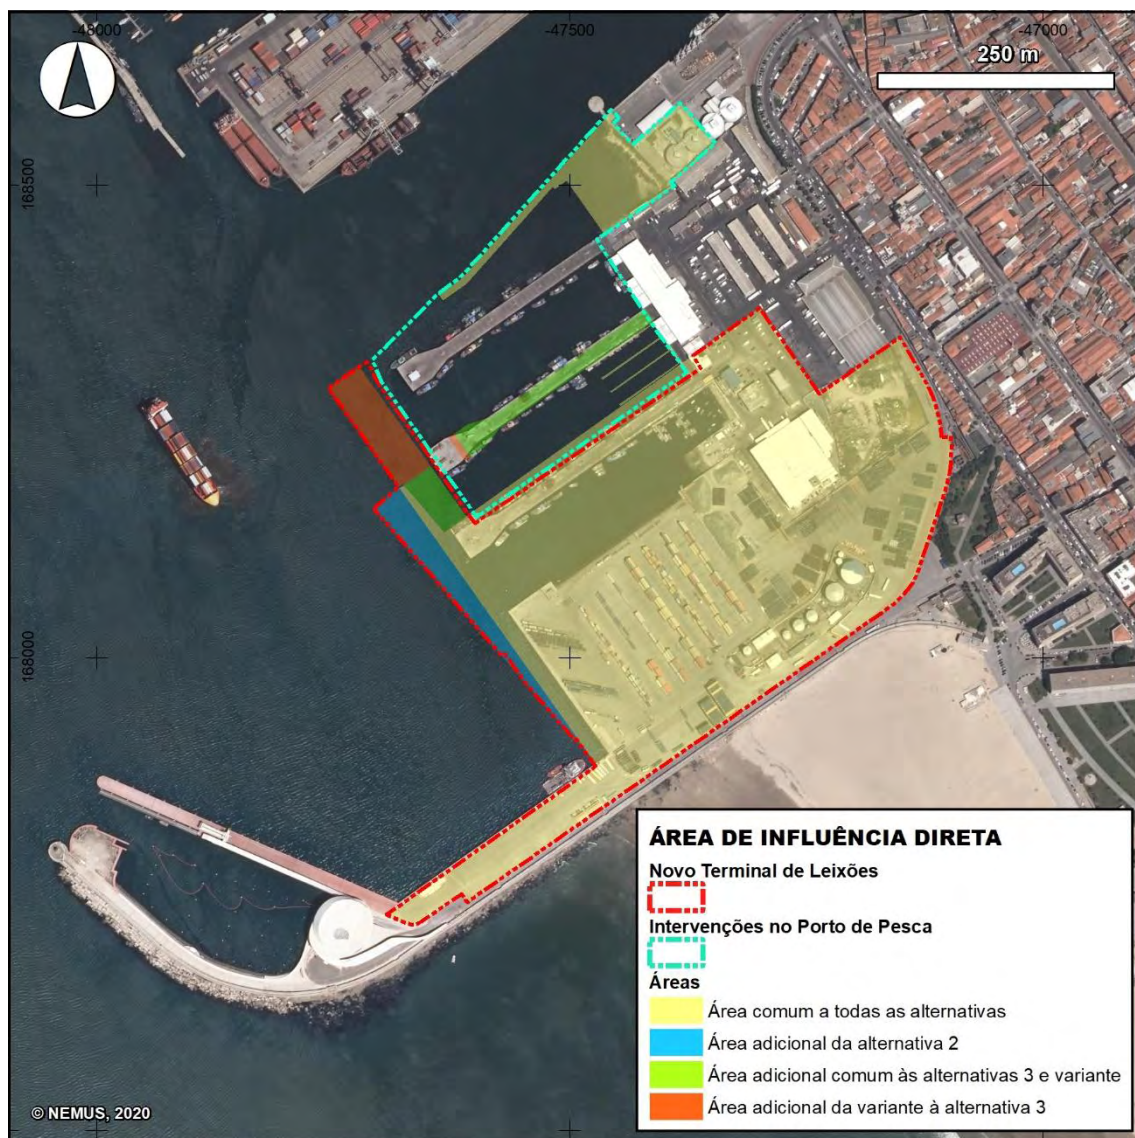 -48000
-47500
-47000
250 m
168500
168000
ÁREA DE INFLUÊNCIA DIRETA
Novo Terminal de Leixões
Intervenções no Porto de Pesca
Áreas
Área comum a todas as alternativas
Área adicional da alternativa 2
Área adicional comum às alternativas 3 e variante
Área adicional da variante à alternativa 3
© NEMUS, 2020